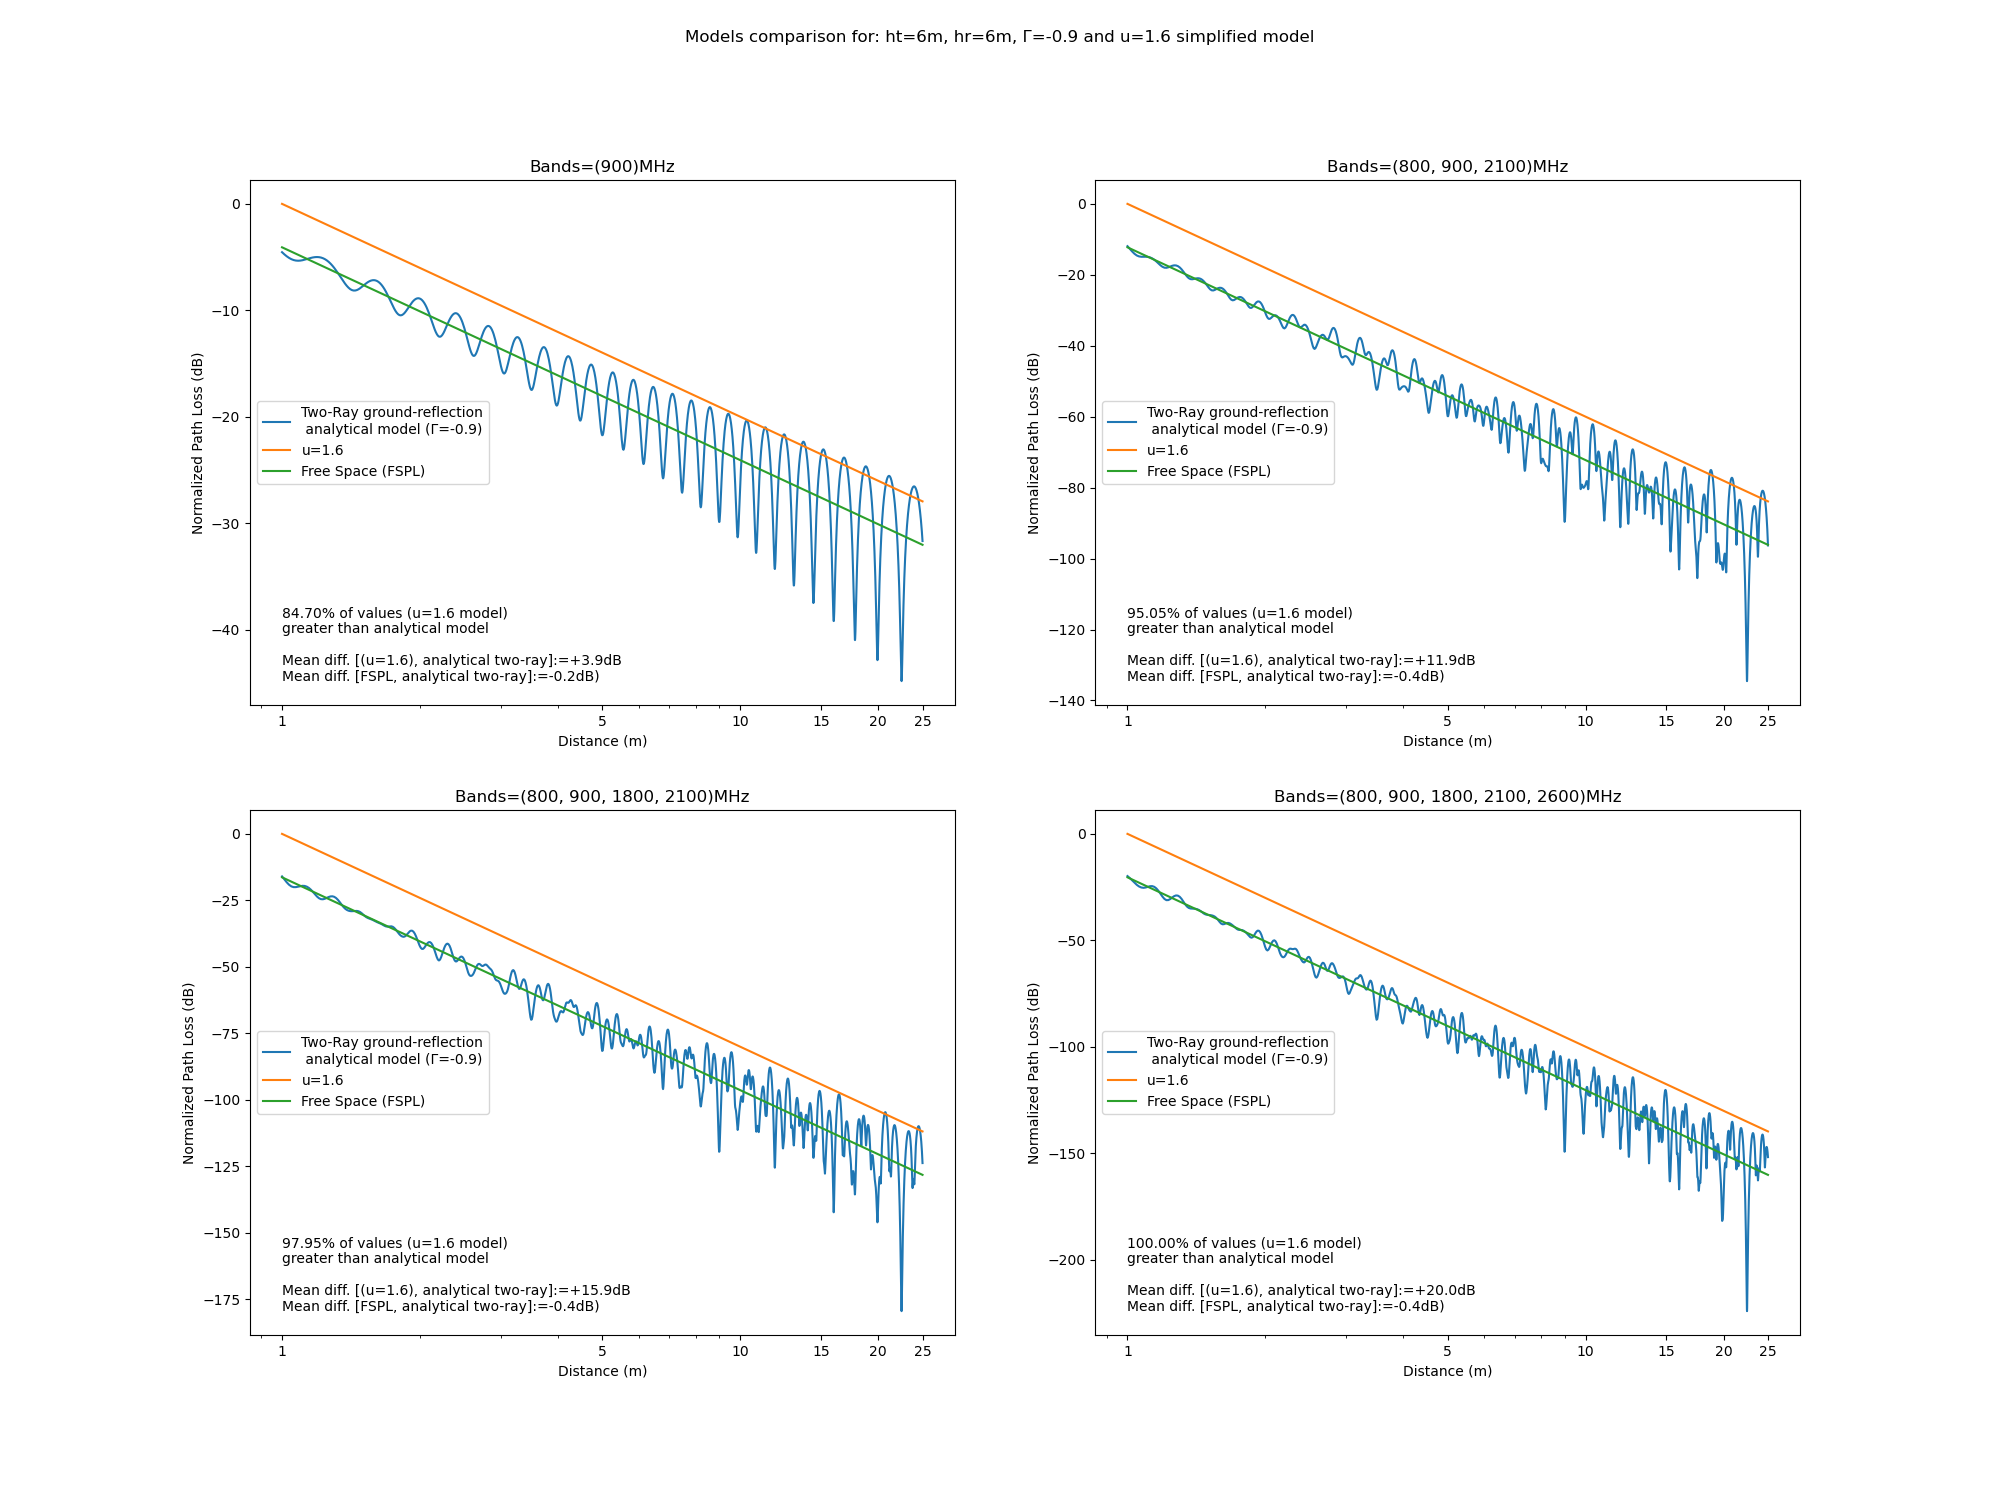 Models comparison for: ht=6m, hr=6m, Γ=-0.9 and u=1.6 simplified model
Bands=(900)MHz
Normalized Path Loss (dB)
0
−10
−20
−30
−40
Two-Ray ground-reflection
analytical model (Γ=-0.9)
u=1.6
Free Space (FSPL)
84.70% of values (u=1.6 model)
greater than analytical model
Mean diff. [(u=1.6), analytical two-ray]:=+3.9dB
Mean diff. [FSPL, analytical two-ray]:=-0.2dB)
1 5 10 15 20 25
Distance (m)
Bands=(800, 900, 2100)MHz
Normalized Path Loss (dB)
0
−20
−40
−60
−80
−100
−120
−140
Two-Ray ground-reflection
analytical model (Γ=-0.9)
u=1.6
Free Space (FSPL)
95.05% of values (u=1.6 model)
greater than analytical model
Mean diff. [(u=1.6), analytical two-ray]:=+11.9dB
Mean diff. [FSPL, analytical two-ray]:=-0.4dB)
1 5 10 15 20 25
Distance (m)
Bands=(800, 900, 1800, 2100)MHz
Normalized Path Loss (dB)
0
−25
−50
−75
−100
−125
−150
−175
Two-Ray ground-reflection
analytical model (Γ=-0.9)
u=1.6
Free Space (FSPL)
97.95% of values (u=1.6 model)
greater than analytical model
Mean diff. [(u=1.6), analytical two-ray]:=+15.9dB
Mean diff. [FSPL, analytical two-ray]:=-0.4dB)
1 5 10 15 20 25
Distance (m)
Bands=(800, 900, 1800, 2100, 2600)MHz
Normalized Path Loss (dB)
0
−50
−100
−150
−200
Two-Ray ground-reflection
analytical model (Γ=-0.9)
u=1.6
Free Space (FSPL)
100.00% of values (u=1.6 model)
greater than analytical model
Mean diff. [(u=1.6), analytical two-ray]:=+20.0dB
Mean diff. [FSPL, analytical two-ray]:=-0.4dB)
1 5 10 15 20 25
Distance (m)